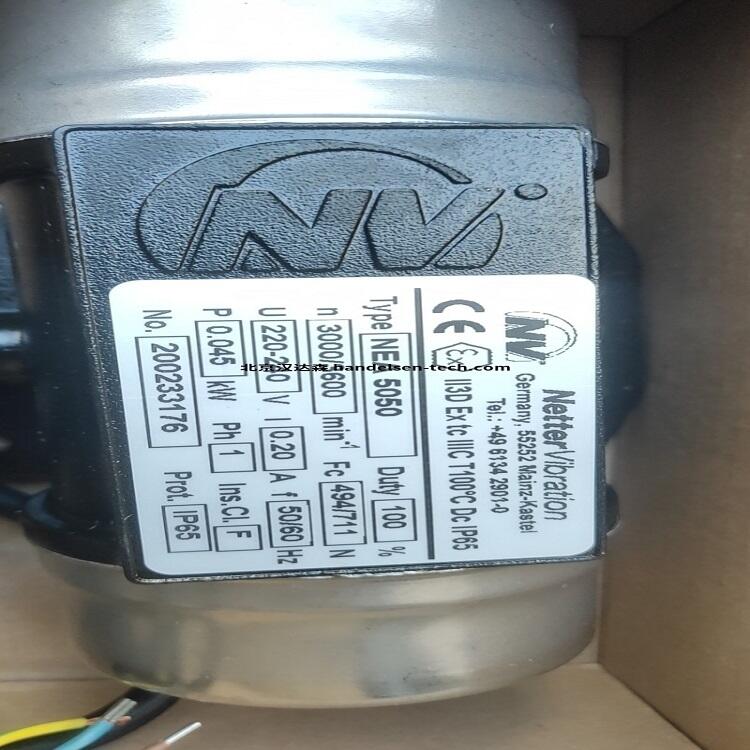 NV
NV NetterVibration
Germany, 55252 Mainz-Kastel
Tel.: +49 6134 2901-0
CE Ex II3D Ex tc IIIC T100°C Dc IP65
Type NEA 5050 Duty 100 %
n 3000/3600 min-1 Fc 494/711 N
U 220-240 V I 0.20 A f 50/60 Hz
P 0.045 kW Ph 1 Ins.Cl. F
No. 200233176 Prot. IP65
北京汉达森 handelsen-tech.com